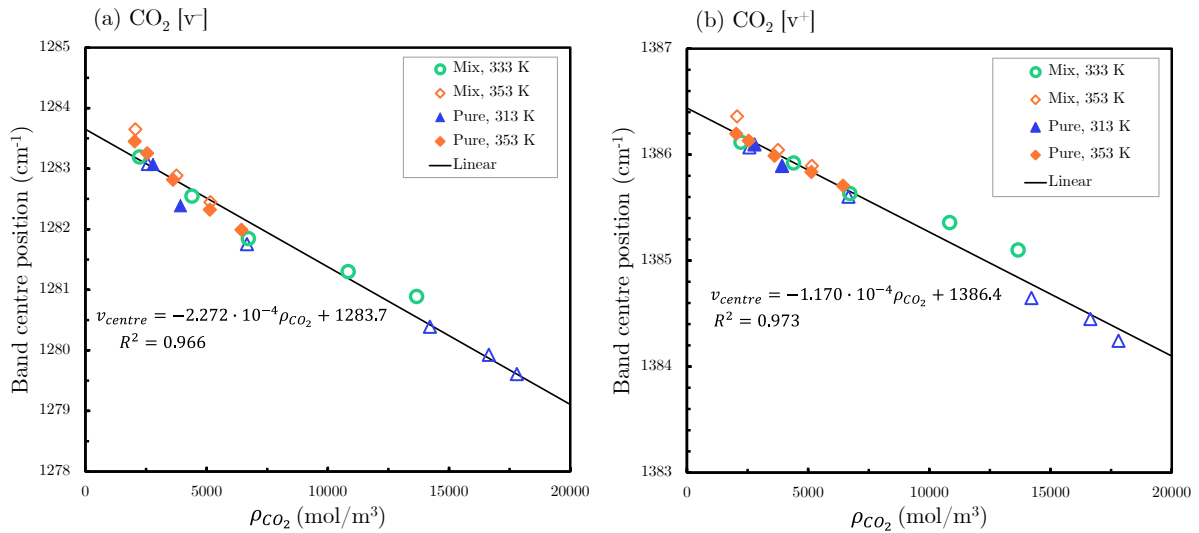 (a) CO₂ [v⁻]
Band centre position (cm⁻¹)
1285
1284
1283
1282
1281
1280
1279
1278
Mix, 333 K
Mix, 353 K
Pure, 313 K
Pure, 353 K
Linear
𝑣𝑐𝑒𝑛𝑡𝑟𝑒 = −2.272 · 10⁻⁴𝜌𝐶𝑂₂ + 1283.7
𝑅² = 0.966
0 5000 10000 15000 20000
𝜌𝐶𝑂₂ (mol/m³)
(b) CO₂ [v⁺]
Band centre position (cm⁻¹)
1387
1386
1385
1384
1383
Mix, 333 K
Mix, 353 K
Pure, 313 K
Pure, 353 K
Linear
𝑣𝑐𝑒𝑛𝑡𝑟𝑒 = −1.170 · 10⁻⁴𝜌𝐶𝑂₂ + 1386.4
𝑅² = 0.973
0 5000 10000 15000 20000
𝜌𝐶𝑂₂ (mol/m³)